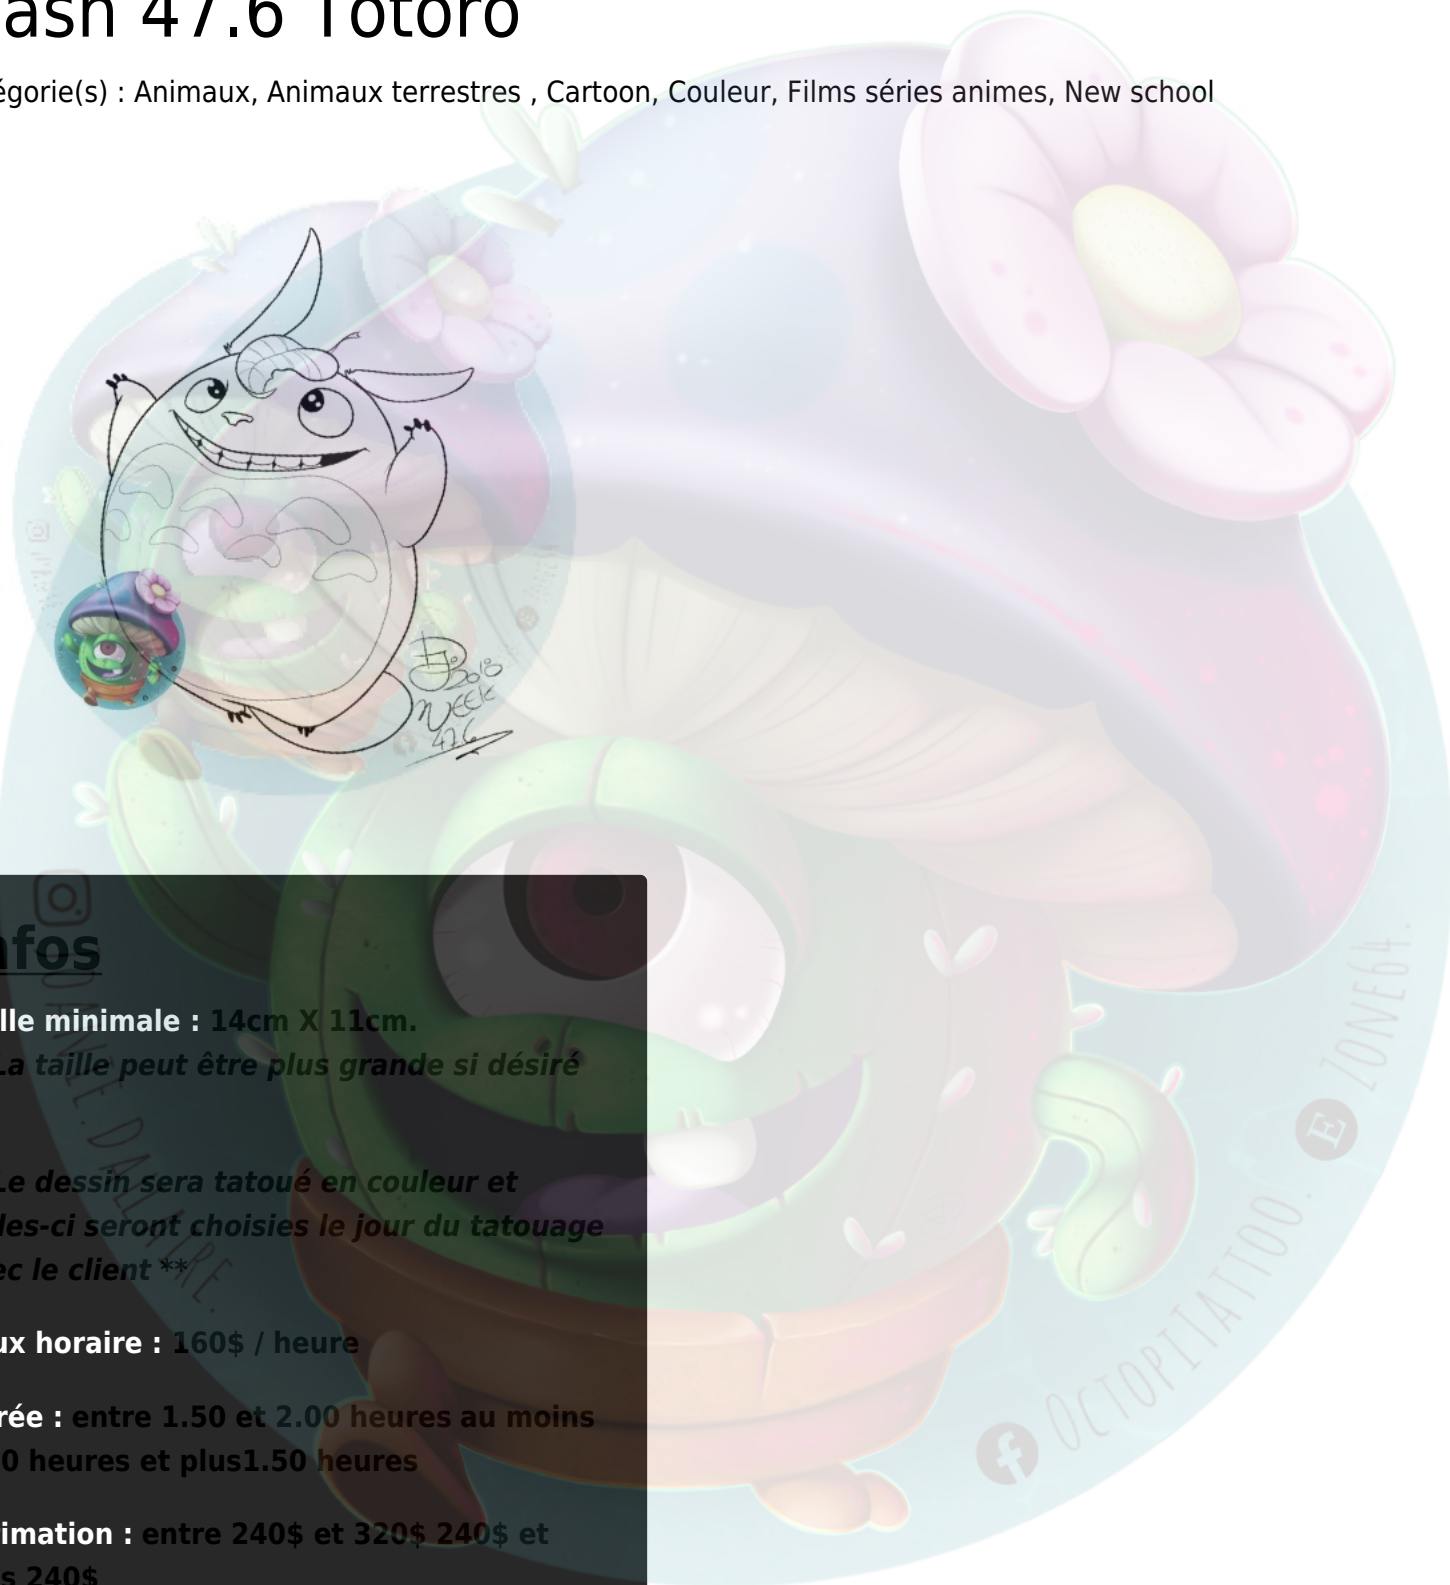 ash 47.6 Totoro
égorie(s) : Animaux, Animaux terrestres , Cartoon, Couleur, Films séries animes, New school
2018
WEEK
47.6
nfos
lle minimale : 14cm X 11cm.
La taille peut être plus grande si désiré
Le dessin sera tatoué en couleur et
les-ci seront choisies le jour du tatouage
ec le client **
ux horaire : 160$ / heure
rée : entre 1.50 et 2.00 heures au moins
0 heures et plus1.50 heures
imation : entre 240$ et 320$ 240$ et
s 240$
OCTOPITATTOO.
E ZONE64.